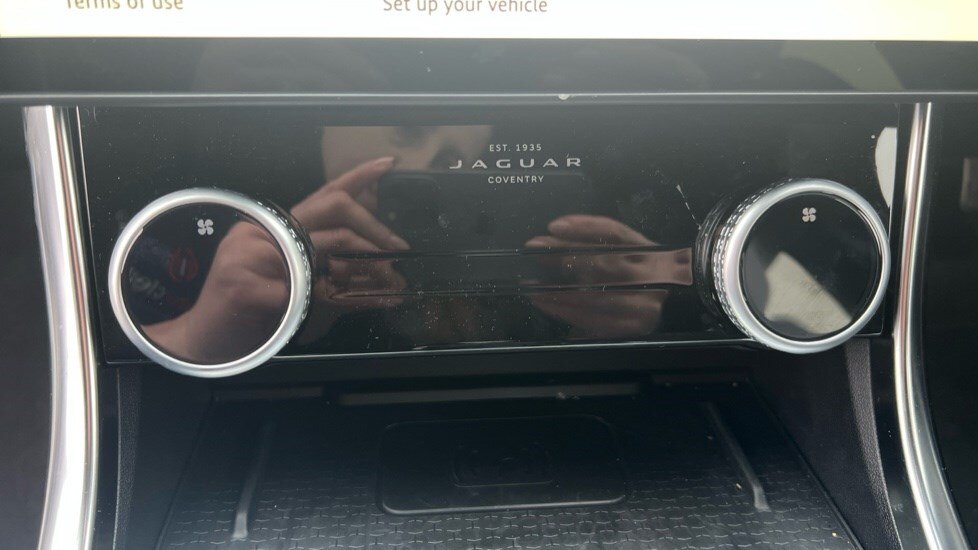 Terms of use
Set up your vehicle
EST. 1935
JAGUAR
COVENTRY